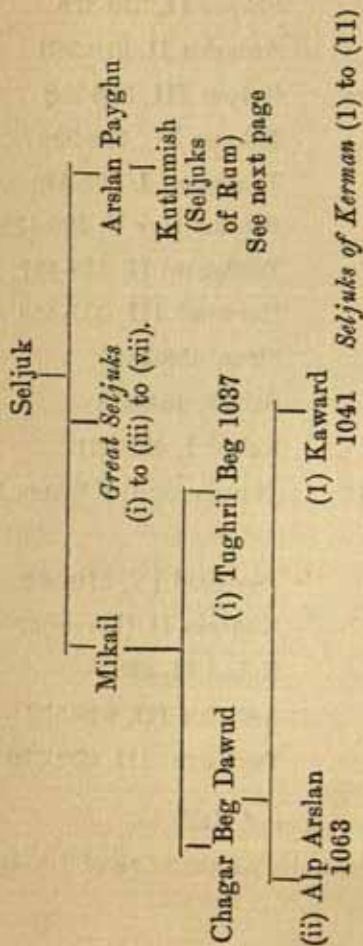 Seljuk
Mikail
Great Seljuks
(i) to (iii) to (vii).
Arslan Payghu
Kutlumish
(Seljuks
of Rum)
See next page
Chagar Beg Dawud
(i) Tughril Beg 1037
(ii) Alp Arslan
1063
(1) Kaward
1041
Seljuks of Kerman (1) to (11)